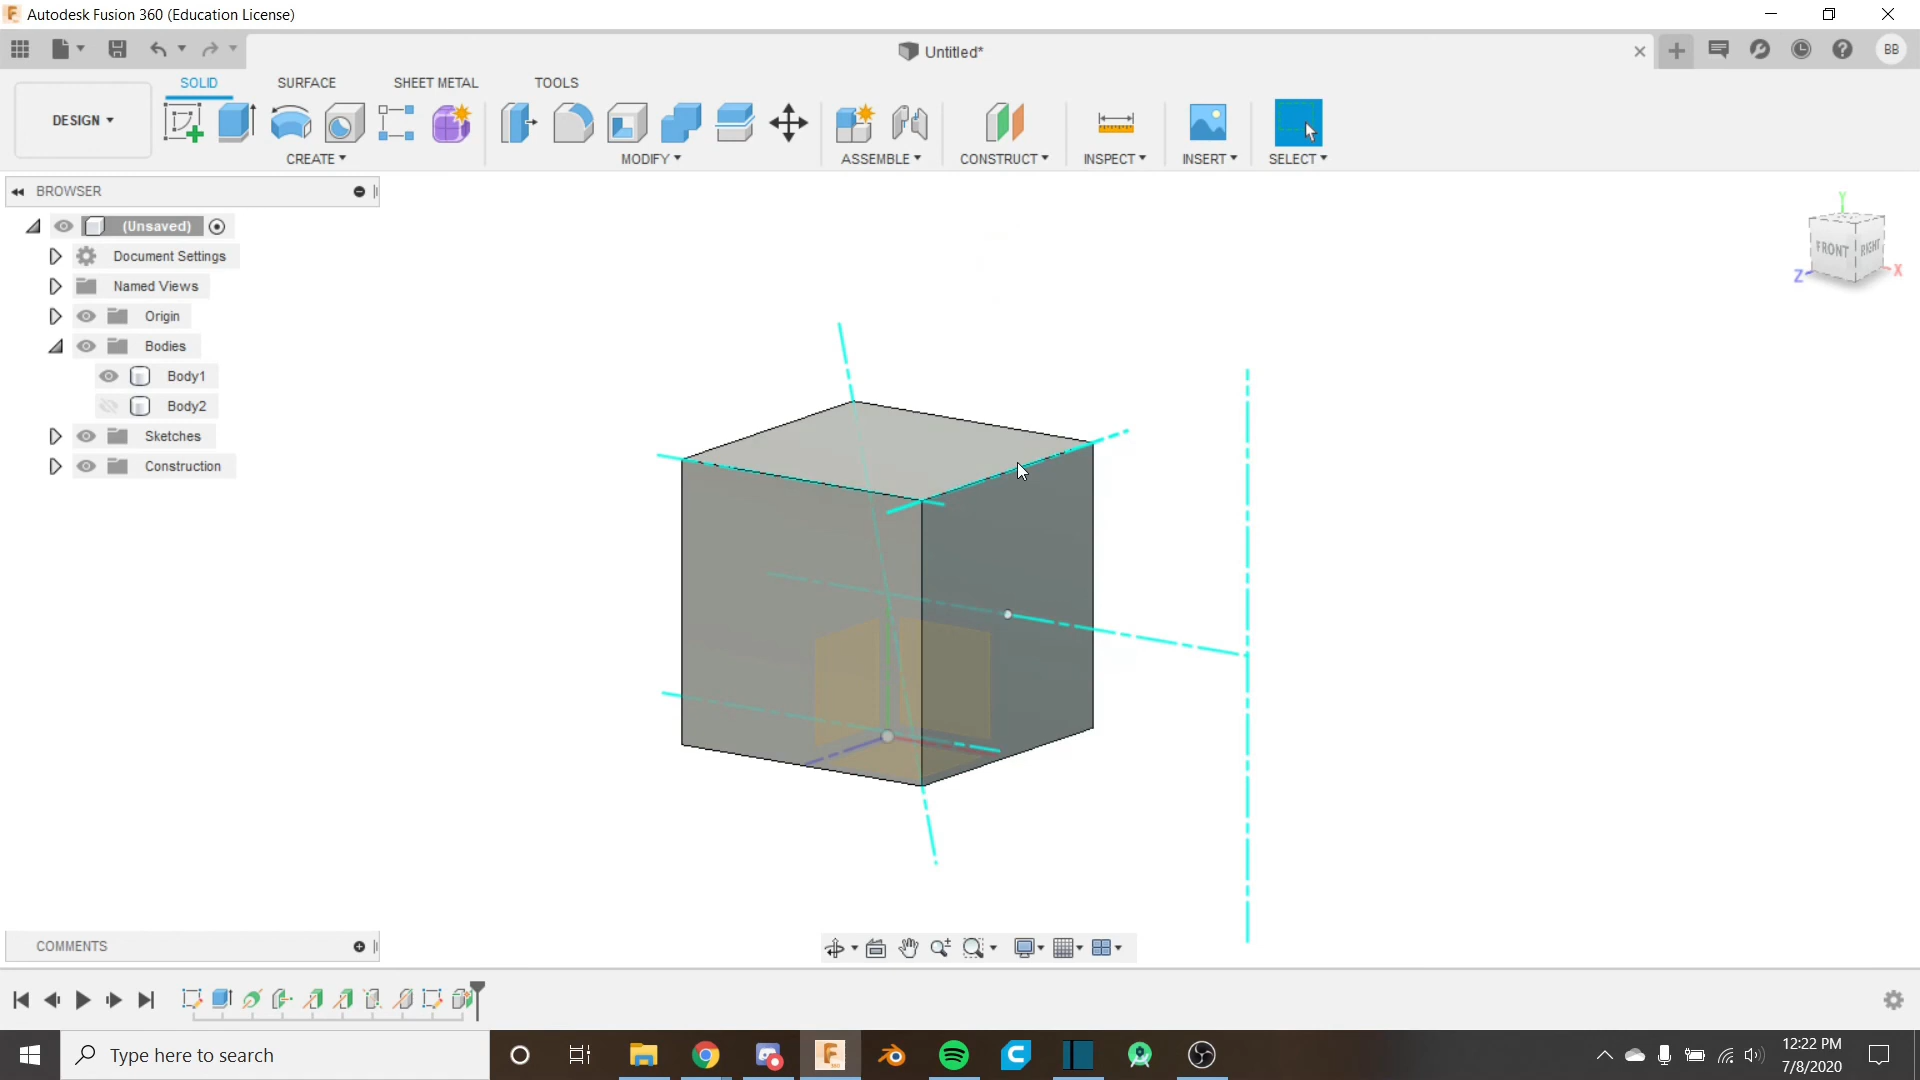 Autodesk Fusion 360 (Education License)
Untitled*
BB
SOLID
SURFACE
SHEET METAL
TOOLS
DESIGN
CREATE
MODIFY
ASSEMBLE
CONSTRUCT
INSPECT
INSERT
SELECT
BROWSER
(Unsaved)
Document Settings
Named Views
Origin
Bodies
Body1
Body2
Sketches
Construction
Y
FRONT
RIGHT
Z
X
COMMENTS
Type here to search
12:22 PM
7/8/2020